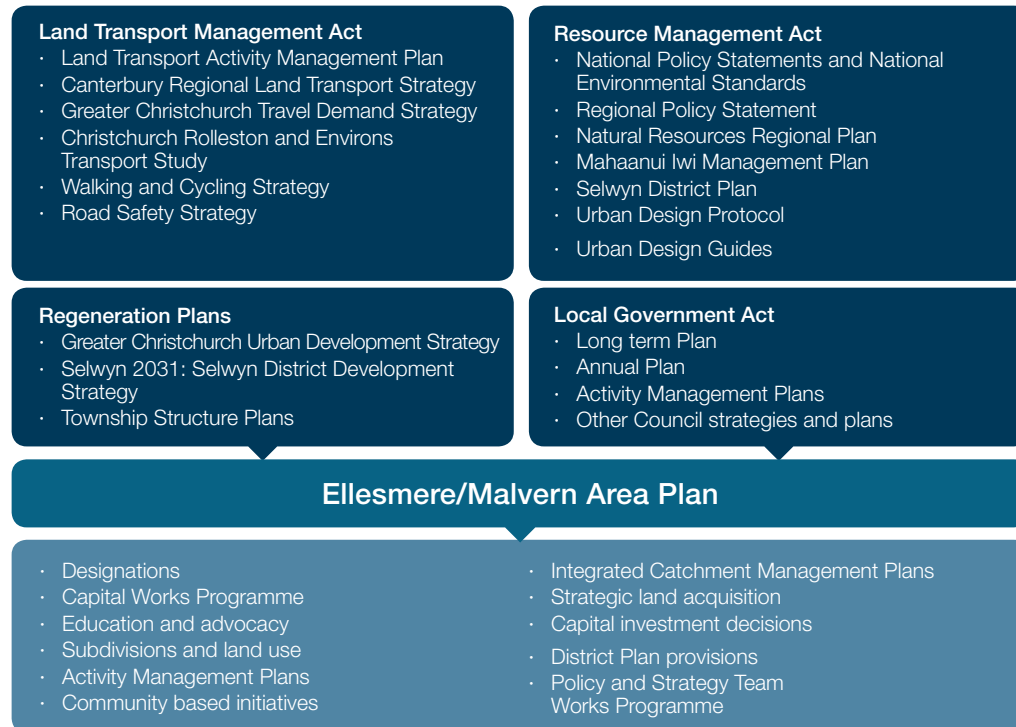 Land Transport Management Act
· Land Transport Activity Management Plan
· Canterbury Regional Land Transport Strategy
· Greater Christchurch Travel Demand Strategy
· Christchurch Rolleston and Environs
Transport Study
· Walking and Cycling Strategy
· Road Safety Strategy
Resource Management Act
· National Policy Statements and National
Environmental Standards
· Regional Policy Statement
· Natural Resources Regional Plan
· Mahaanui Iwi Management Plan
· Selwyn District Plan
· Urban Design Protocol
· Urban Design Guides
Regeneration Plans
· Greater Christchurch Urban Development Strategy
· Selwyn 2031: Selwyn District Development
Strategy
· Township Structure Plans
Local Government Act
· Long term Plan
· Annual Plan
· Activity Management Plans
· Other Council strategies and plans
Ellesmere/Malvern Area Plan
· Designations
· Capital Works Programme
· Education and advocacy
· Subdivisions and land use
· Activity Management Plans
· Community based initiatives
· Integrated Catchment Management Plans
· Strategic land acquisition
· Capital investment decisions
· District Plan provisions
· Policy and Strategy Team
Works Programme